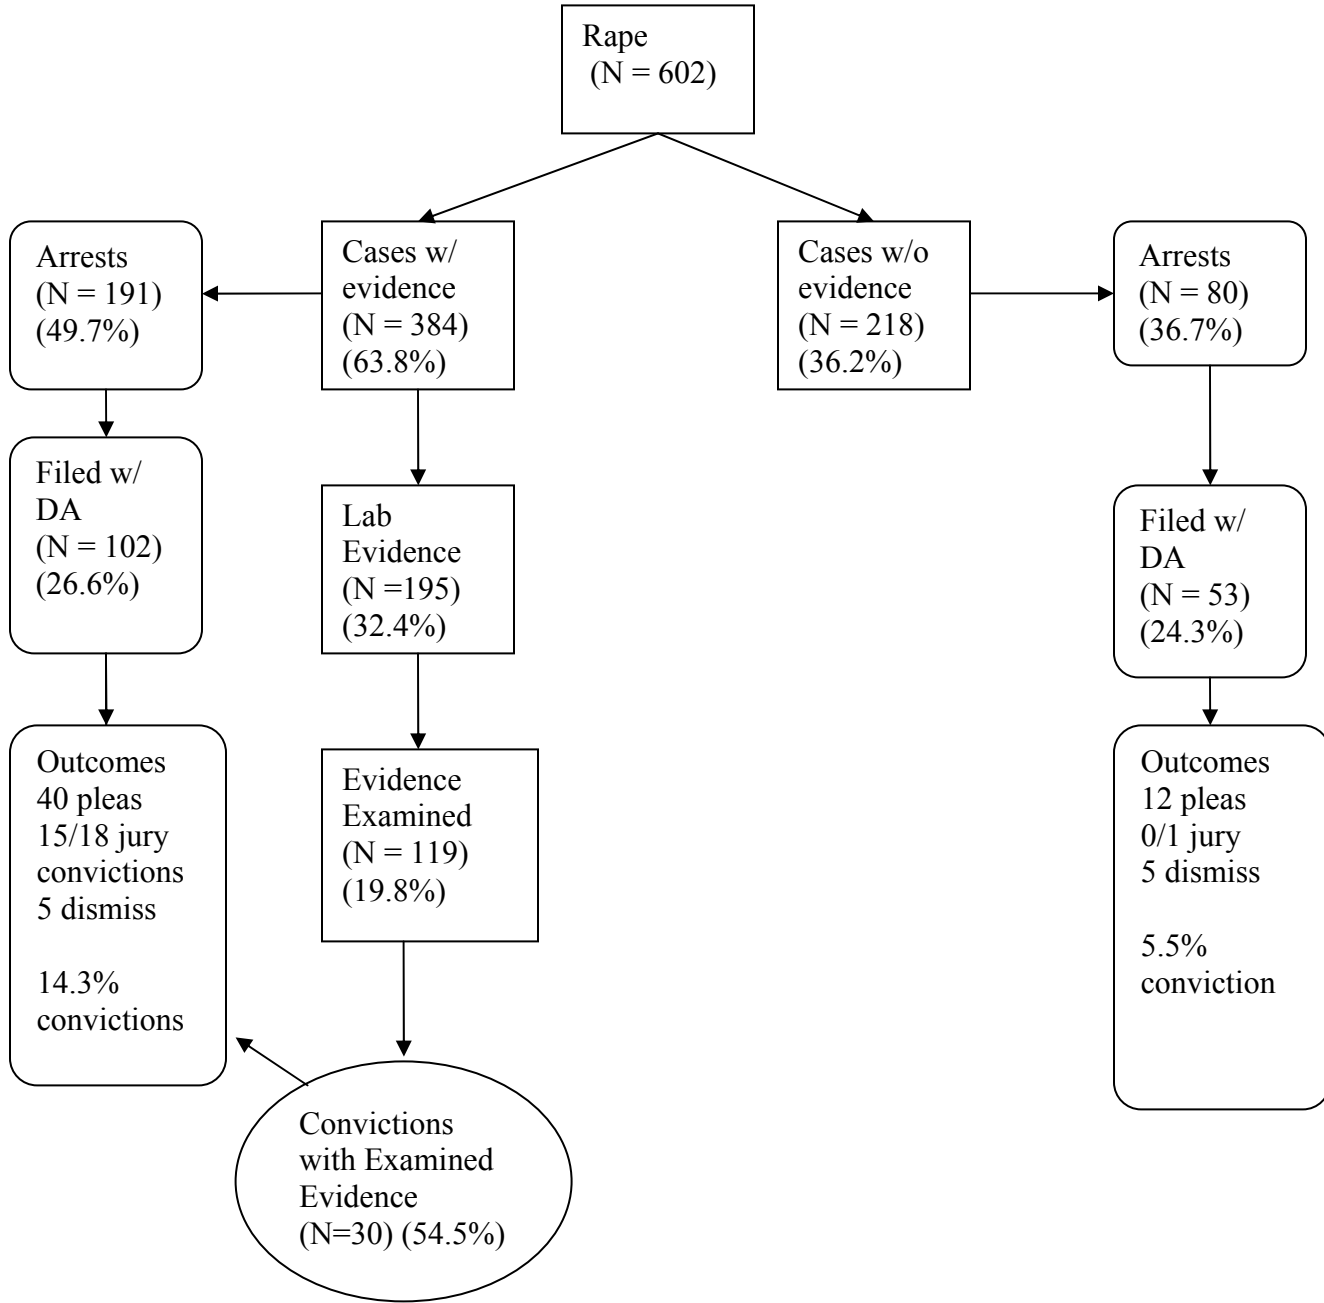 Rape
(N = 602)
Arrests
(N = 191)
(49.7%)
Cases w/
evidence
(N = 384)
(63.8%)
Cases w/o
evidence
(N = 218)
(36.2%)
Arrests
(N = 80)
(36.7%)
Filed w/
DA
(N = 102)
(26.6%)
Lab
Evidence
(N =195)
(32.4%)
Filed w/
DA
(N = 53)
(24.3%)
Outcomes
40 pleas
15/18 jury
convictions
5 dismiss
14.3%
convictions
Evidence
Examined
(N = 119)
(19.8%)
Outcomes
12 pleas
0/1 jury
5 dismiss
5.5%
conviction
Convictions
with Examined
Evidence
(N=30) (54.5%)